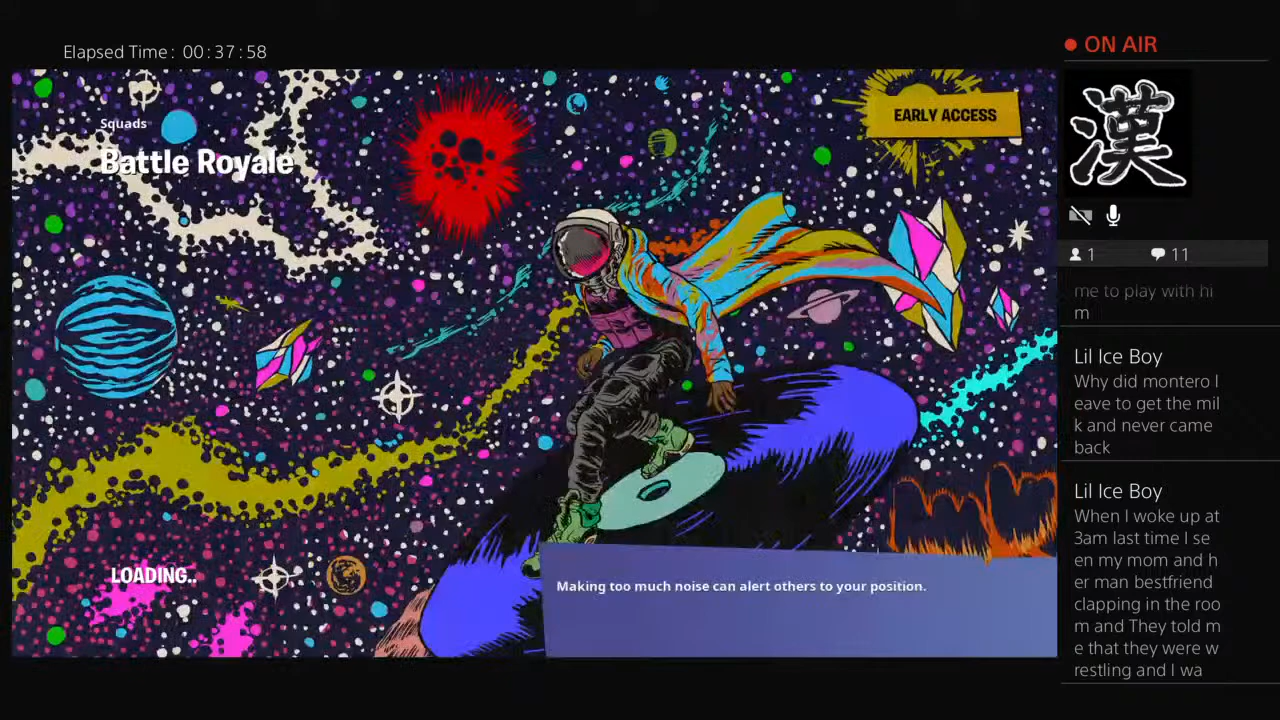 Elapsed Time: 00:37:58
ON AIR
Squads
Battle Royale
EARLY ACCESS
漢
1
11
me to play with hi
m
Lil Ice Boy
Why did montero l
eave to get the mil
k and never came
back
Lil Ice Boy
When I woke up at
3am last time I se
en my mom and h
er man bestfriend
clapping in the roo
m and They told m
e that they were w
restling and I wa
LOADING..
Making too much noise can alert others to your position.